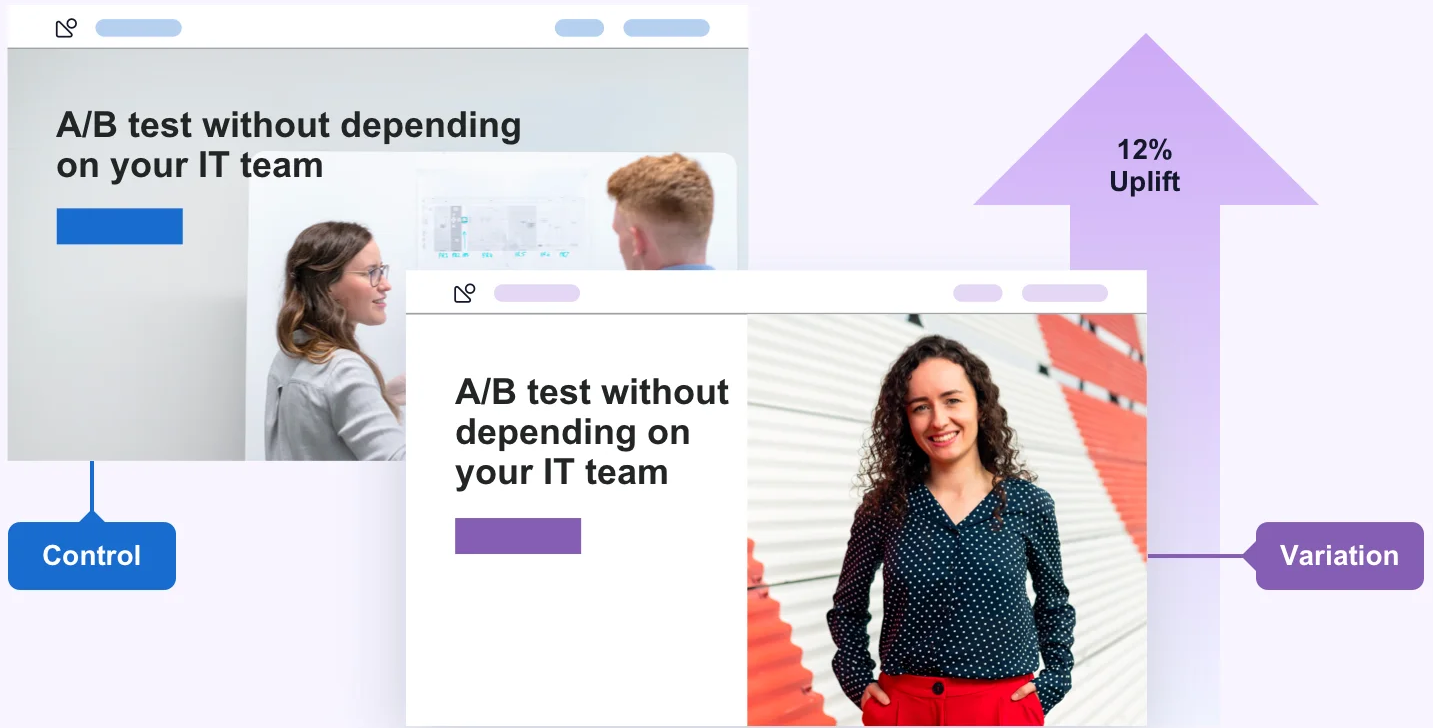 A/B test without depending
on your IT team
12%
Uplift
A/B test without
depending on
your IT team
Control
Variation